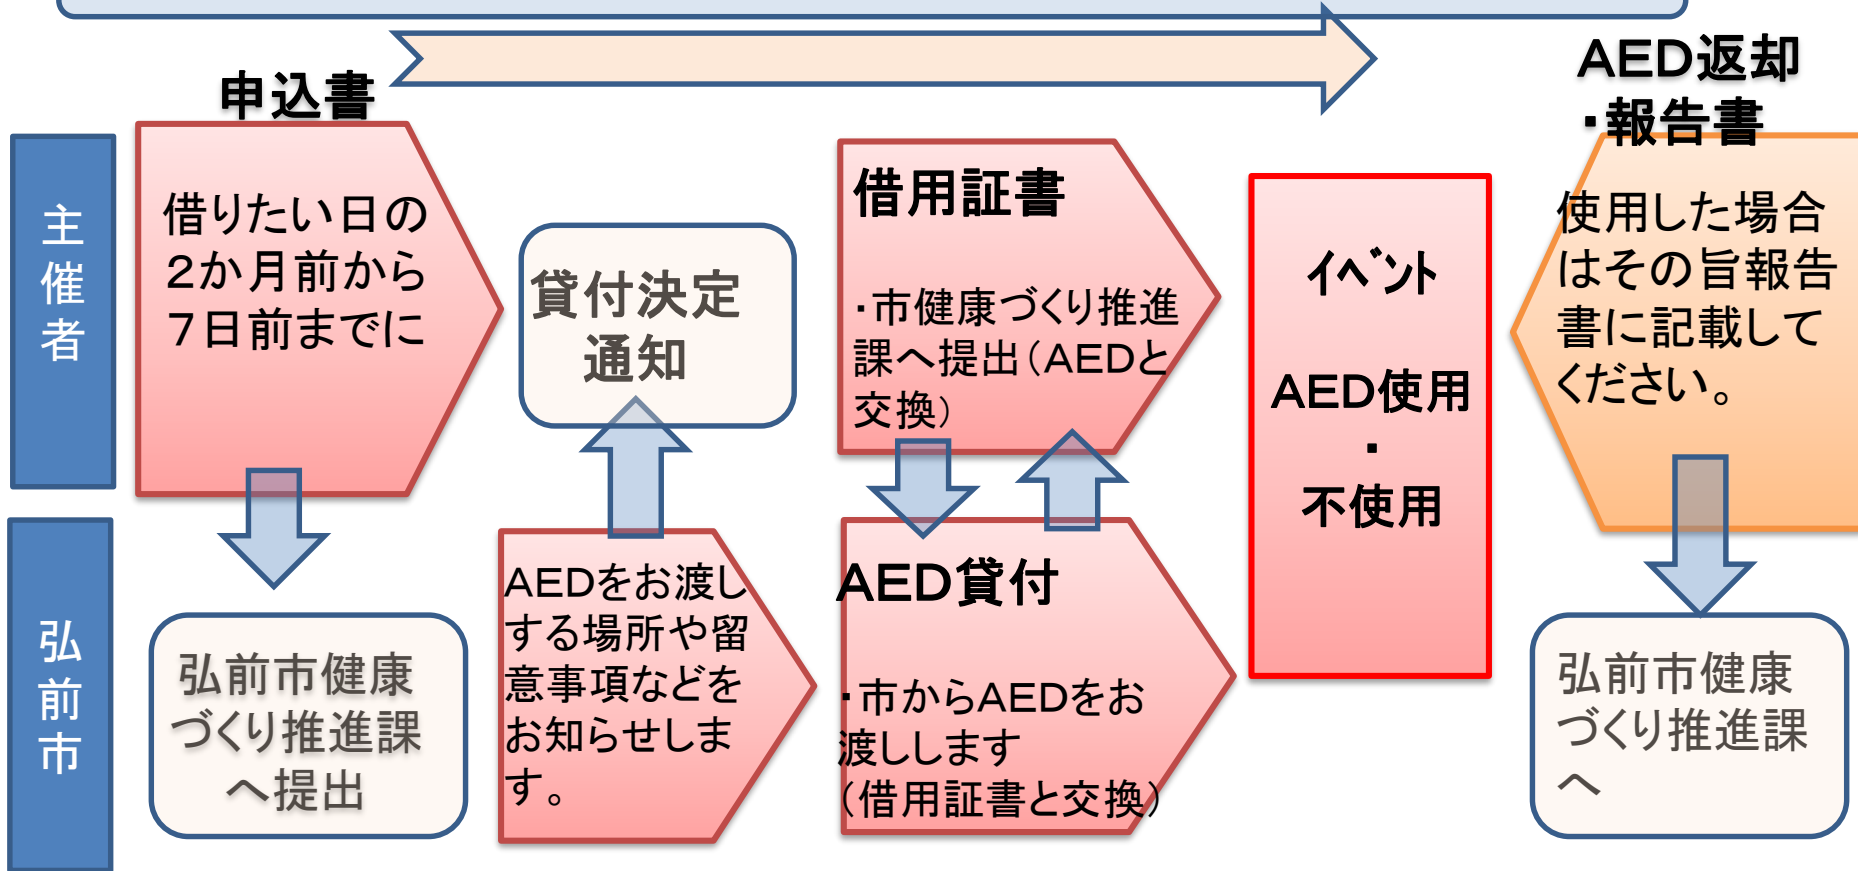 申込書
AED返却
・報告書
主催者
借りたい日の
２か月前から
７日前までに
貸付決定
通知
借用証書
・市健康づくり推進
課へ提出（AEDと
交換）
ｲﾍﾞﾝﾄ
AED使用
・
不使用
使用した場合
はその旨報告
書に記載して
ください。
弘前市
弘前市健康
づくり推進課
へ提出
AEDをお渡し
する場所や留
意事項などを
お知らせしま
す。
AED貸付
・市からAEDをお
渡しします
（借用証書と交換）
弘前市健康
づくり推進課
へ